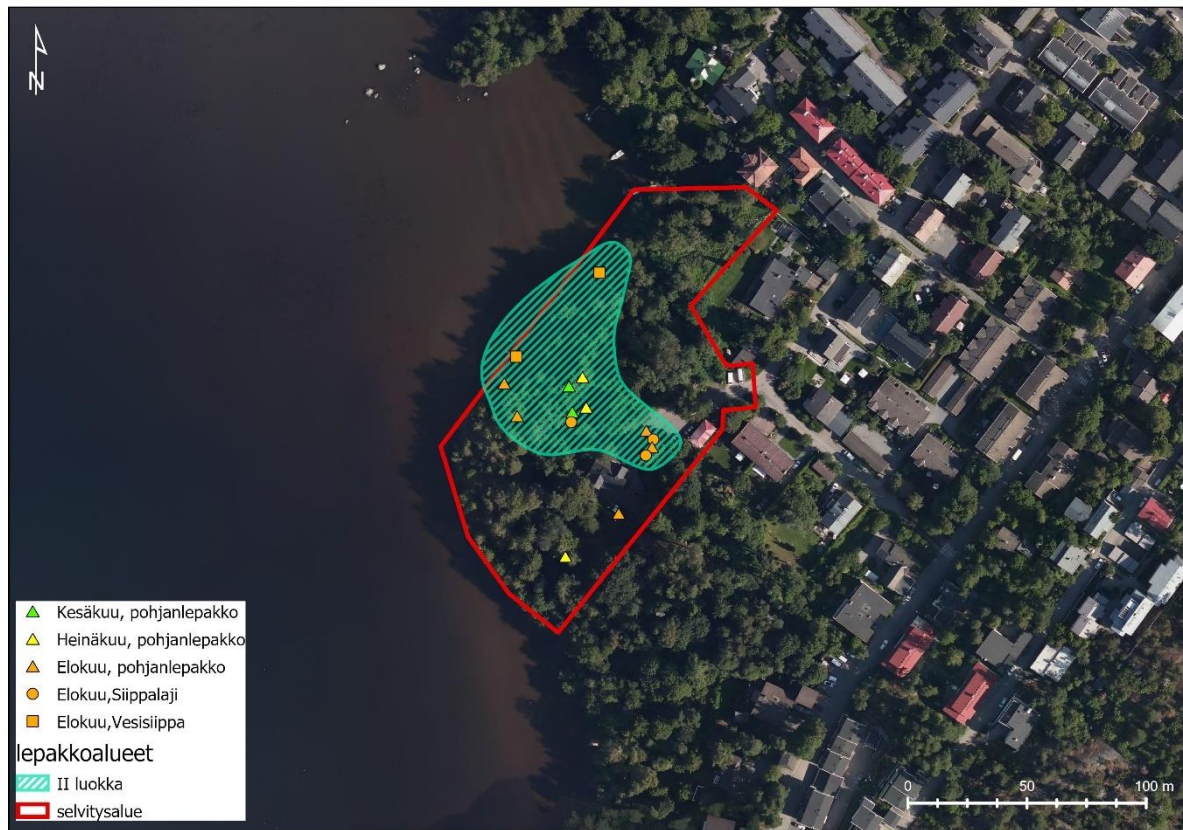 N
Kesäkuu, pohjanlepakko
Heinäkuu, pohjanlepakko
Elokuu, pohjanlepakko
Elokuu,Siippalaji
Elokuu,Vesisiippa
lepakkoalueet
II luokka
selvitysalue
0 50 100 m